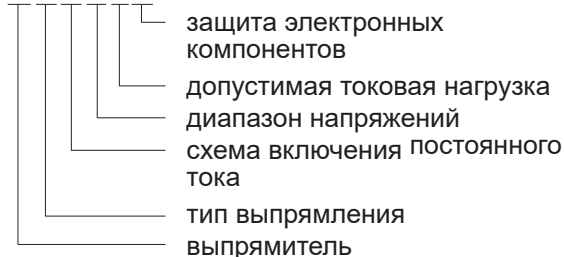 защита электронных
компонентов
допустимая токовая нагрузка
диапазон напряжений
схема включения постоянного
тока
тип выпрямления
выпрямитель